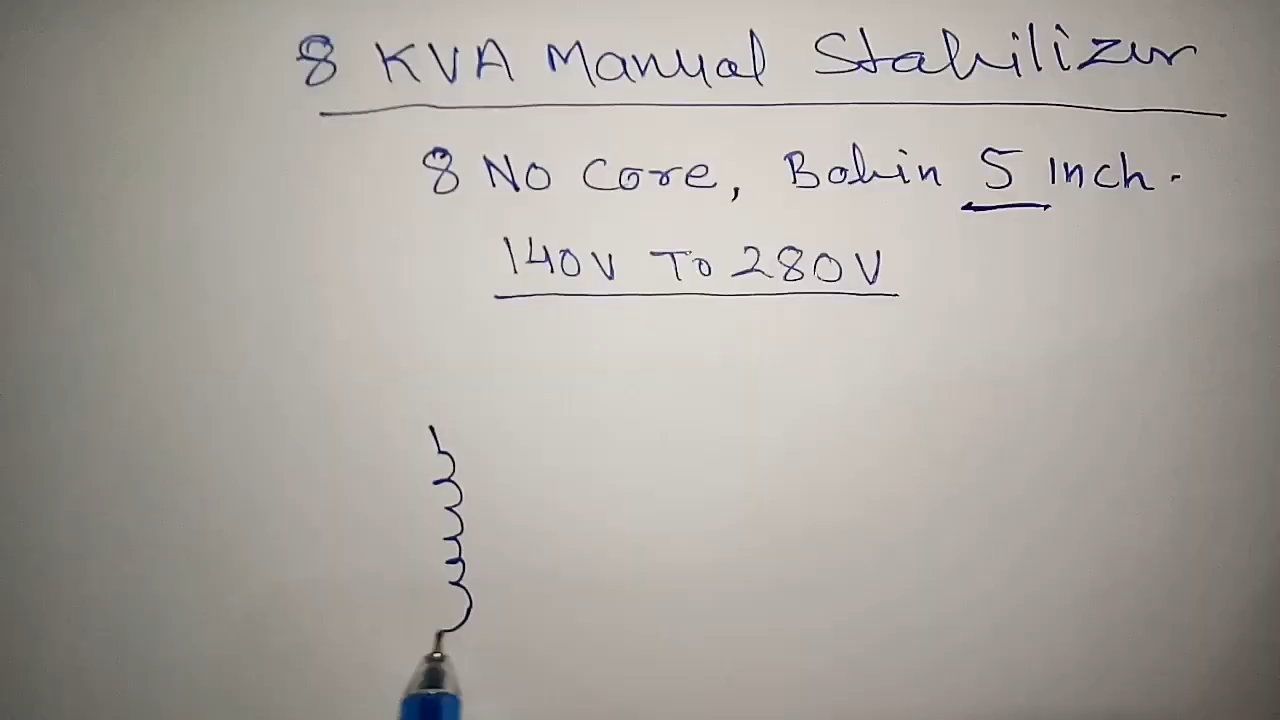 8 KVA Manual Stabilizer
8 No Core, Bobin 5 Inch.
140V To 280V